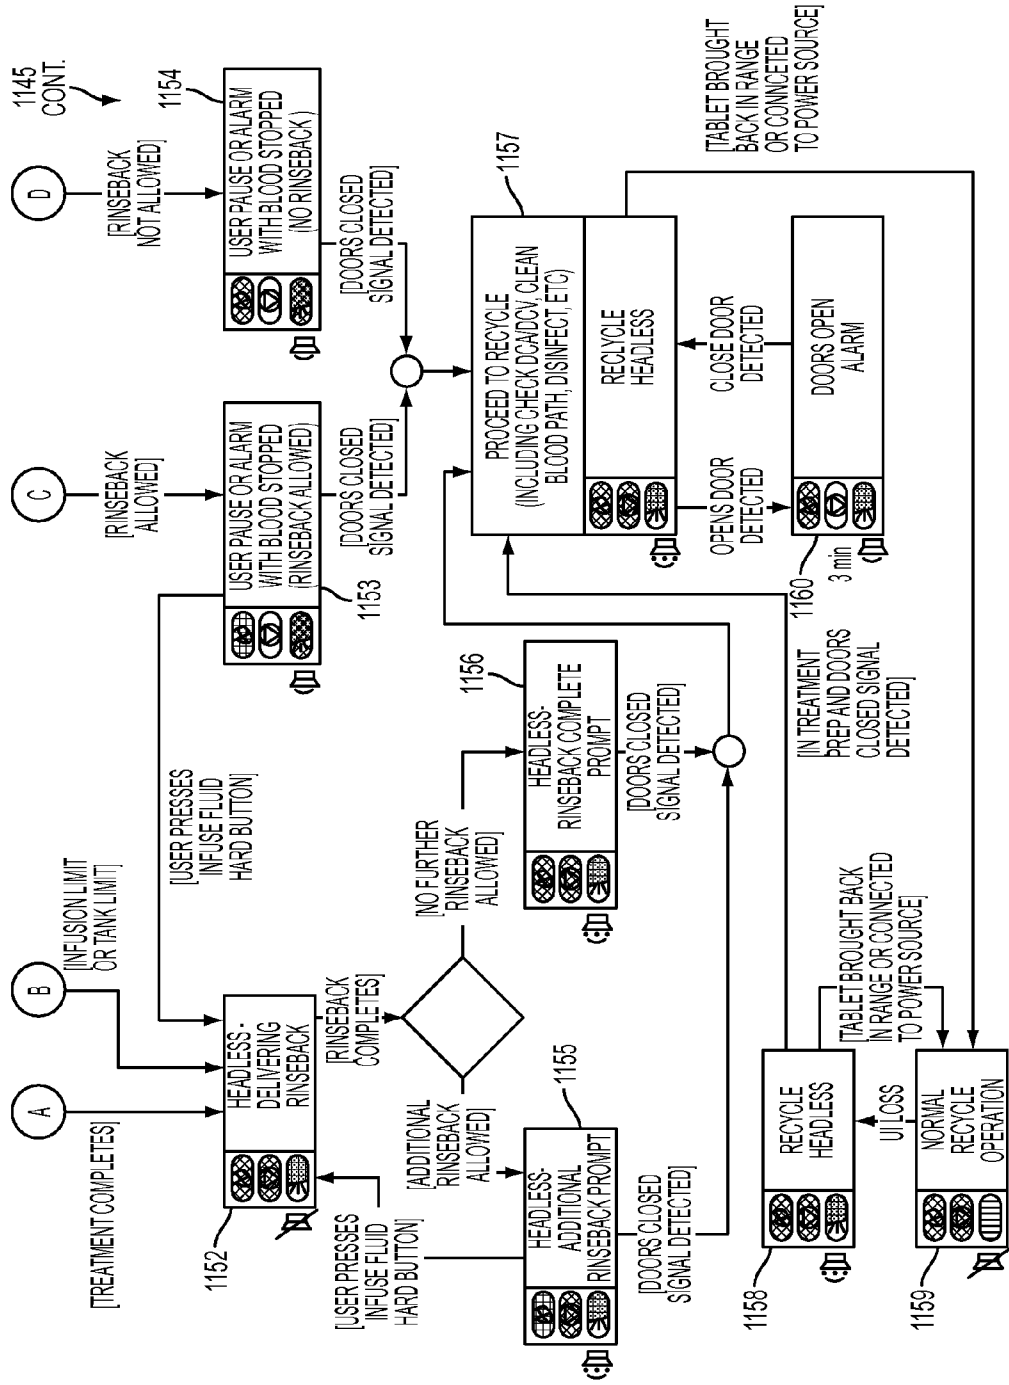 1145
CONT.
A
[TREATMENT COMPLETES]
B
[INFUSION LIMIT
OR TANK LIMIT]
C
[RINSEBACK
ALLOWED]
D
[RINSEBACK
NOT ALLOWED]
1152
HEADLESS -
DELIVERING
RINSEBACK
[USER PRESSES
INFUSE FLUID
HARD BUTTON]
1153
USER PAUSE OR ALARM
WITH BLOOD STOPPED
(RINSEBACK ALLOWED)
1154
USER PAUSE OR ALARM
WITH BLOOD STOPPED
(NO RINSEBACK)
[DOORS CLOSED
SIGNAL DETECTED]
[DOORS CLOSED
SIGNAL DETECTED]
[RINSEBACK
COMPLETES]
[USER PRESSES
INFUSE FLUID
HARD BUTTON]
[ADDITIONAL
RINSEBACK
ALLOWED]
[NO FURTHER
RINSEBACK
ALLOWED]
1155
HEADLESS-
ADDITIONAL
RINSEBACK PROMPT
1156
HEADLESS-
RINSEBACK COMPLETE
PROMPT
[DOORS CLOSED
SIGNAL DETECTED]
[DOORS CLOSED
SIGNAL DETECTED]
1157
PROCEED TO RECYCLE
(INCLUDING CHECK DCA/DCV, CLEAN
BLOOD PATH, DISINFECT, ETC)
RECLYCLE
HEADLESS
[TABLET BROUGHT
BACK IN RANGE
OR CONNCETED
TO POWER SOURCE]
OPENS DOOR
DETECTED
CLOSE DOOR
DETECTED
1160
3 min
DOORS OPEN
ALARM
[IN TREATMENT
PREP AND DOORS
CLOSED SIGNAL
DETECTED]
1158
RECYCLE
HEADLESS
[TABLET BROUGHT BACK
IN RANGE OR CONNECTED
TO POWER SOURCE]
UI LOSS
1159
NORMAL
RECYCLE
OPERATION